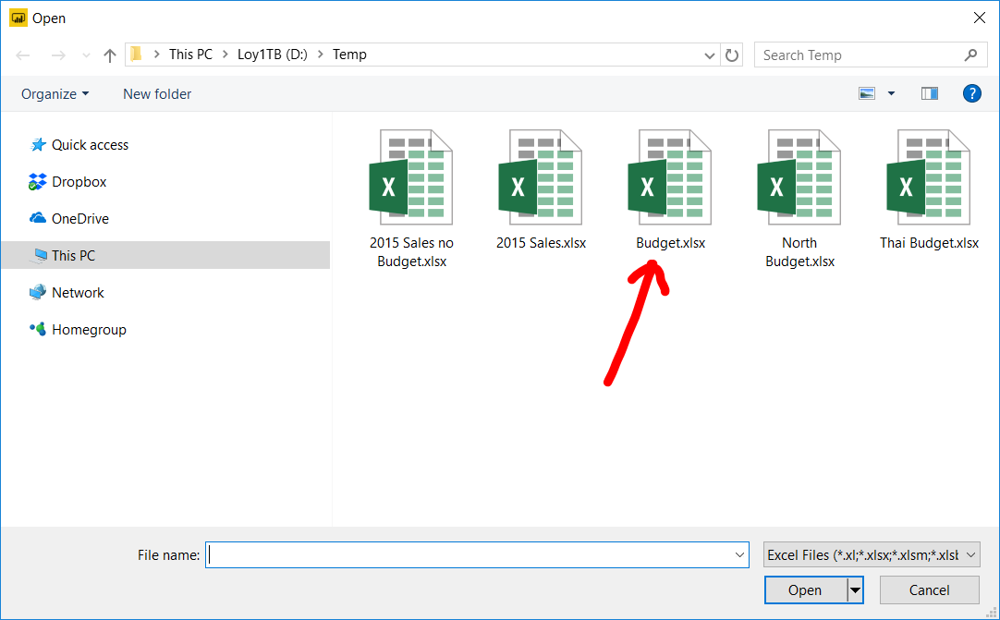 Open
This PC > Loy1TB (D:) > Temp
Search Temp
Organize
New folder
?
Quick access
Dropbox
OneDrive
This PC
Network
Homegroup
X
X
X
X
X
2015 Sales no
Budget.xlsx
2015 Sales.xlsx
Budget.xlsx
North
Budget.xlsx
Thai Budget.xlsx
File name:
Excel Files (*.xl;*.xlsx;*.xlsm;*.xlsb
Open
Cancel